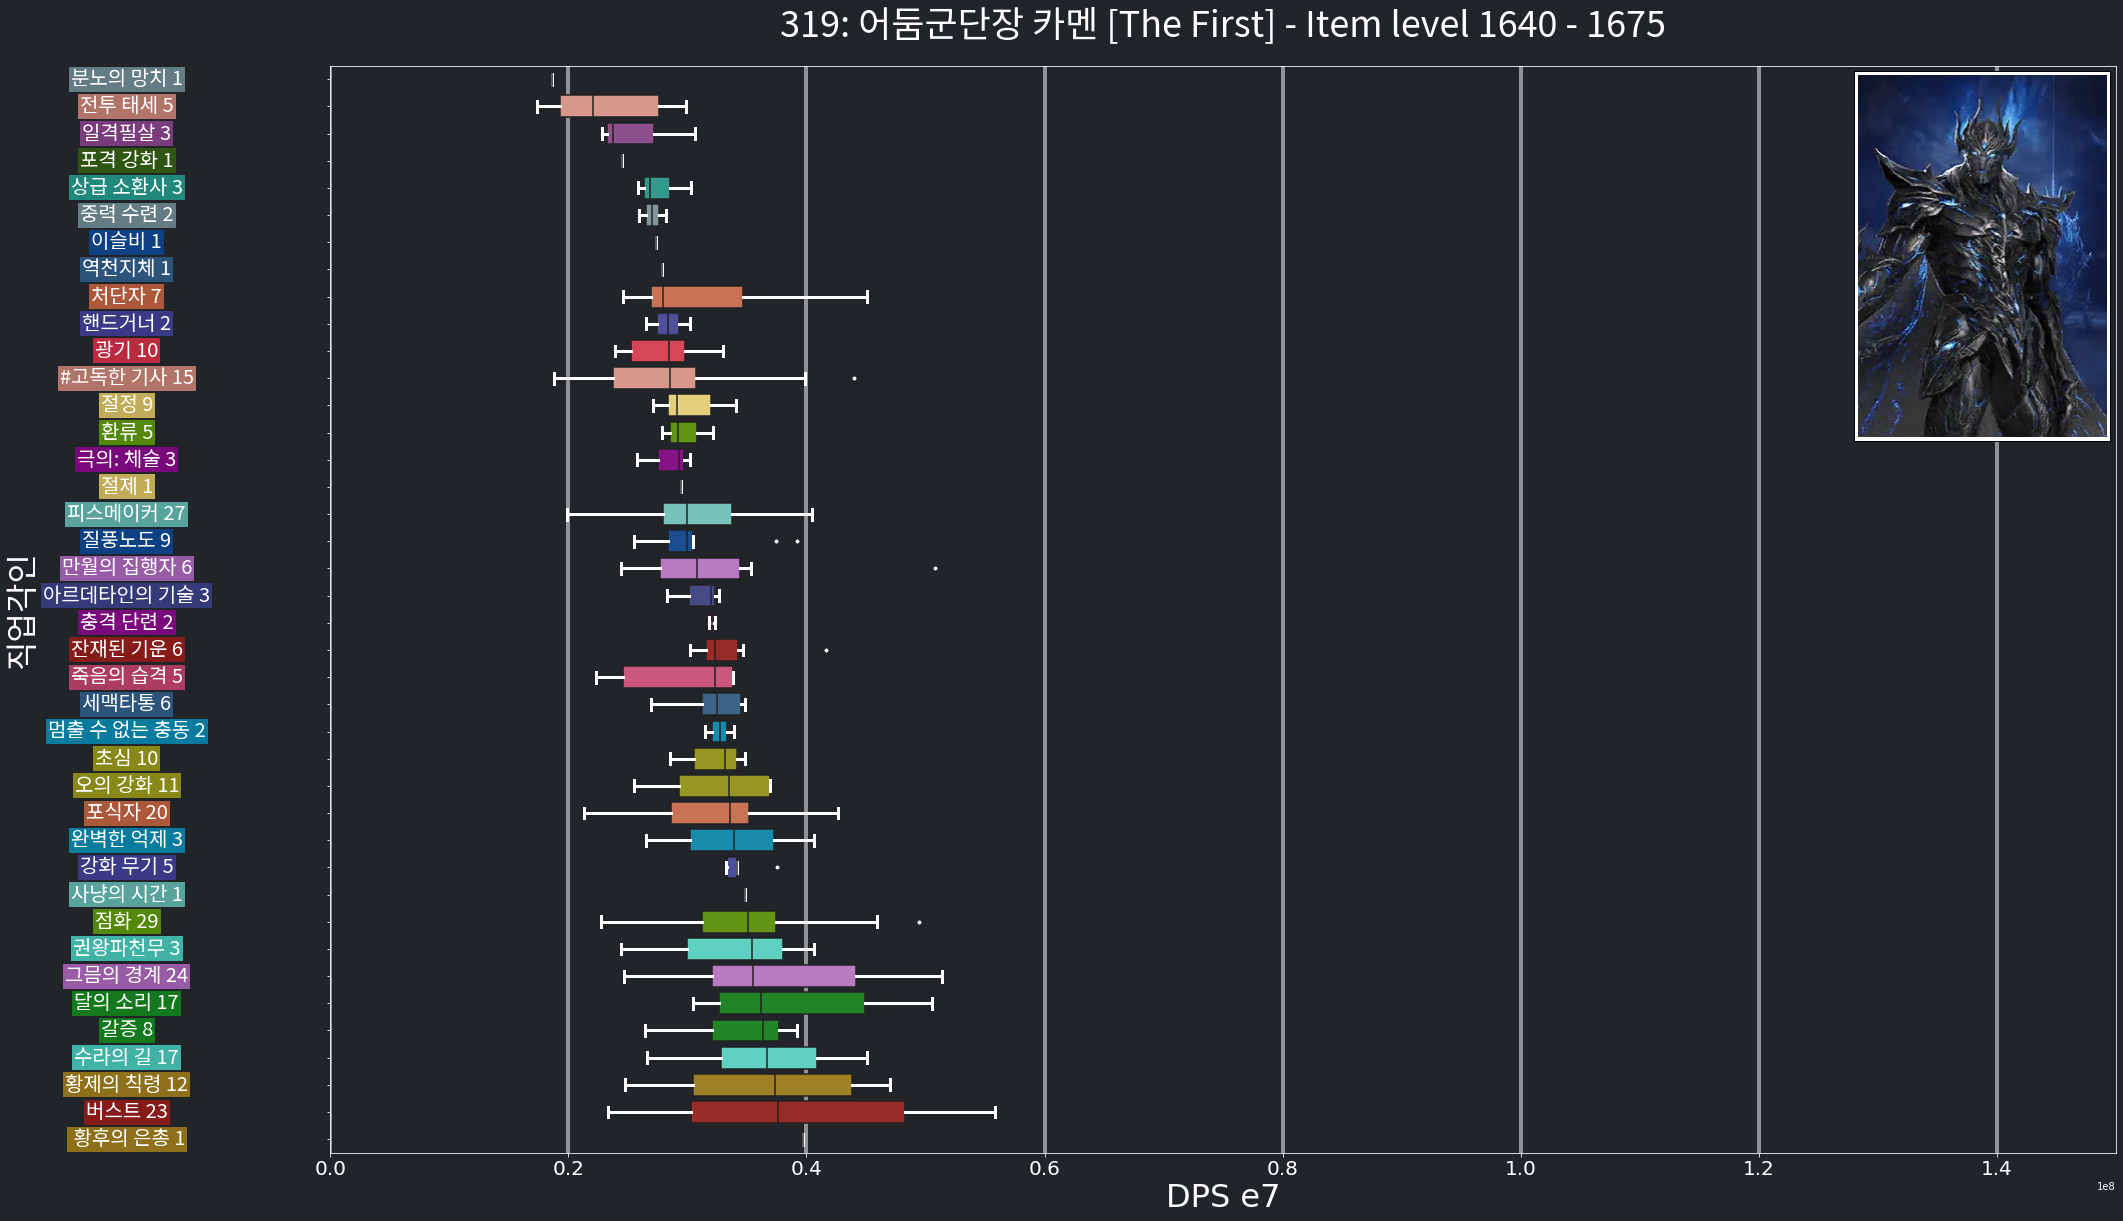 319: 어둠군단장 카멘 [The First] - Item level 1640 - 1675
직업각인
분노의 망치 1
전투 태세 5
일격필살 3
포격 강화 1
상급 소환사 3
중력 수련 2
이슬비 1
역천지체 1
처단자 7
핸드거너 2
광기 10
#고독한 기사 15
절정 9
환류 5
극의: 체술 3
절제 1
피스메이커 27
질풍노도 9
만월의 집행자 6
아르데타인의 기술 3
충격 단련 2
잔재된 기운 6
죽음의 습격 5
세맥타통 6
멈출 수 없는 충동 2
초심 10
오의 강화 11
포식자 20
완벽한 억제 3
강화 무기 5
사냥의 시간 1
점화 29
권왕파천무 3
그믐의 경계 24
달의 소리 17
갈증 8
수라의 길 17
황제의 칙령 12
버스트 23
황후의 은총 1
0.0 0.2 0.4 0.6 0.8 1.0 1.2 1.4
1e8
DPS e7